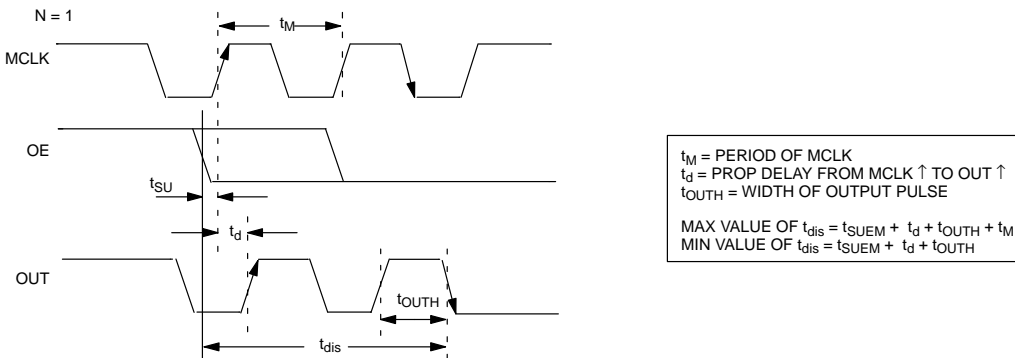 N = 1
t_M
MCLK
OE
t_SU
t_d
OUT
t_OUTH
t_dis
t_M = PERIOD OF MCLK
t_d = PROP DELAY FROM MCLK ↑ TO OUT ↑
t_OUTH = WIDTH OF OUTPUT PULSE
MAX VALUE OF t_dis = t_SUEM + t_d + t_OUTH + t_M
MIN VALUE OF t_dis = t_SUEM + t_d + t_OUTH